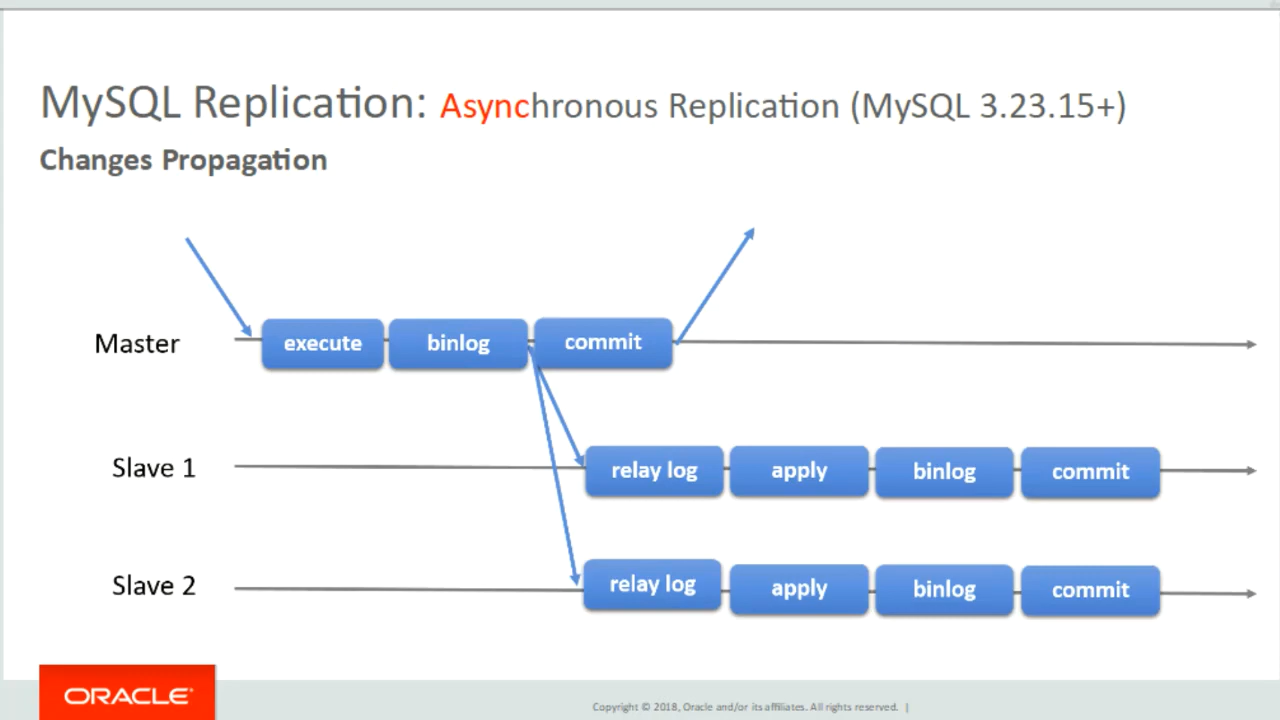 MySQL Replication: Asynchronous Replication (MySQL 3.23.15+)
Changes Propagation
Master execute binlog commit
Slave 1 relay log apply binlog commit
Slave 2 relay log apply binlog commit
ORACLE®
Copyright © 2018, Oracle and/or its affiliates. All rights reserved. |